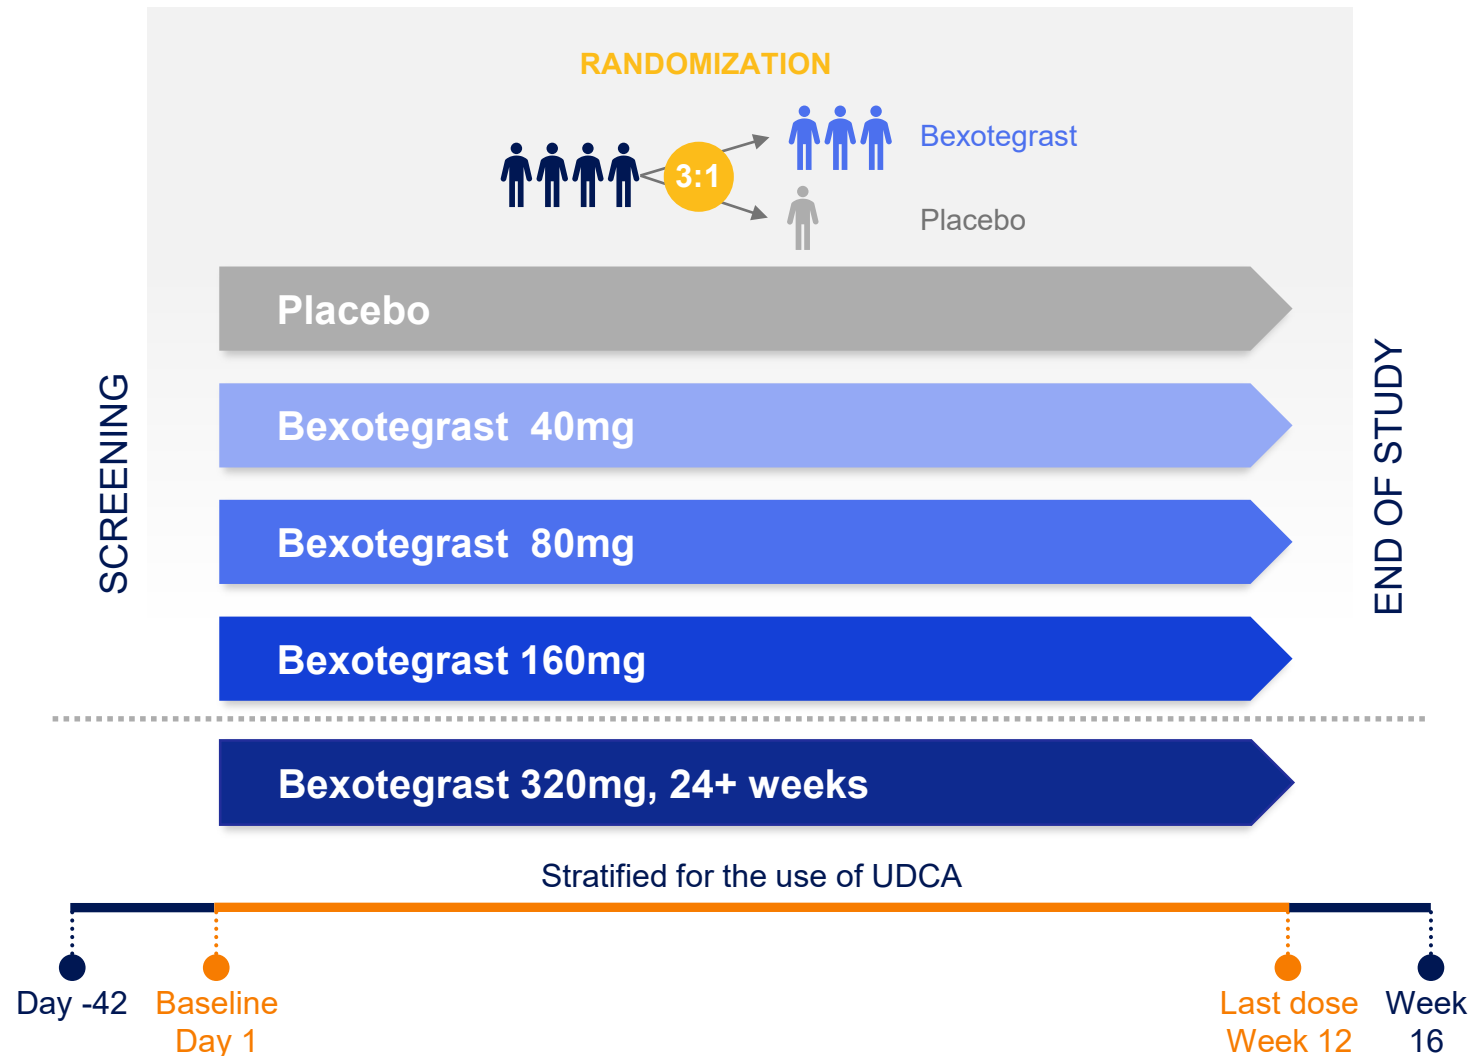 RANDOMIZATION
3:1
Bexotegrast
Placebo
SCREENING
Placebo
Bexotegrast  40mg
Bexotegrast  80mg
Bexotegrast 160mg
Bexotegrast 320mg, 24+ weeks
END OF STUDY
Stratified for the use of UDCA
Day -42
Baseline
Day 1
Last dose
Week 12
Week
16